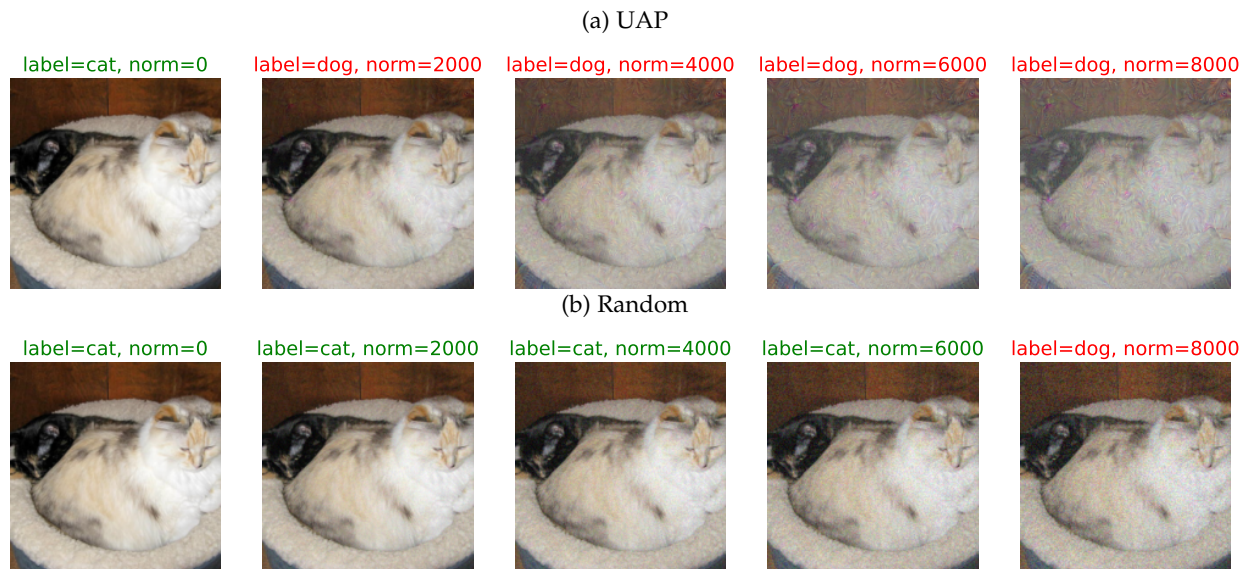 (a) UAP
label=cat, norm=0 label=dog, norm=2000 label=dog, norm=4000 label=dog, norm=6000 label=dog, norm=8000
(b) Random
label=cat, norm=0 label=cat, norm=2000 label=cat, norm=4000 label=cat, norm=6000 label=dog, norm=8000